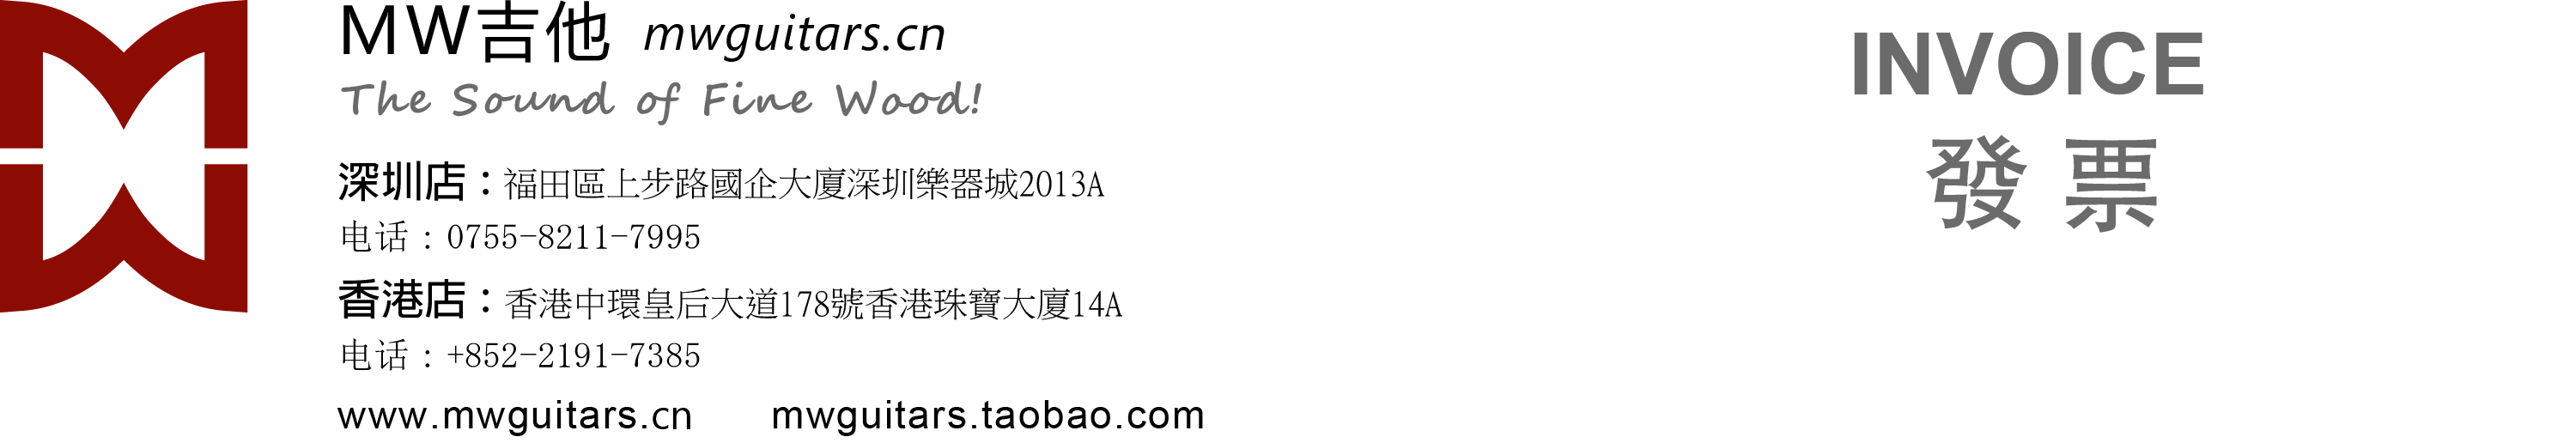 MW吉他 mwguitars.cn
The Sound of Fine Wood!
深圳店：福田區上步路國企大廈深圳樂器城2013A
电话：0755-8211-7995
香港店：香港中環皇后大道178號香港珠寶大廈14A
电话：+852-2191-7385
www.mwguitars.cn mwguitars.taobao.com
INVOICE
發票